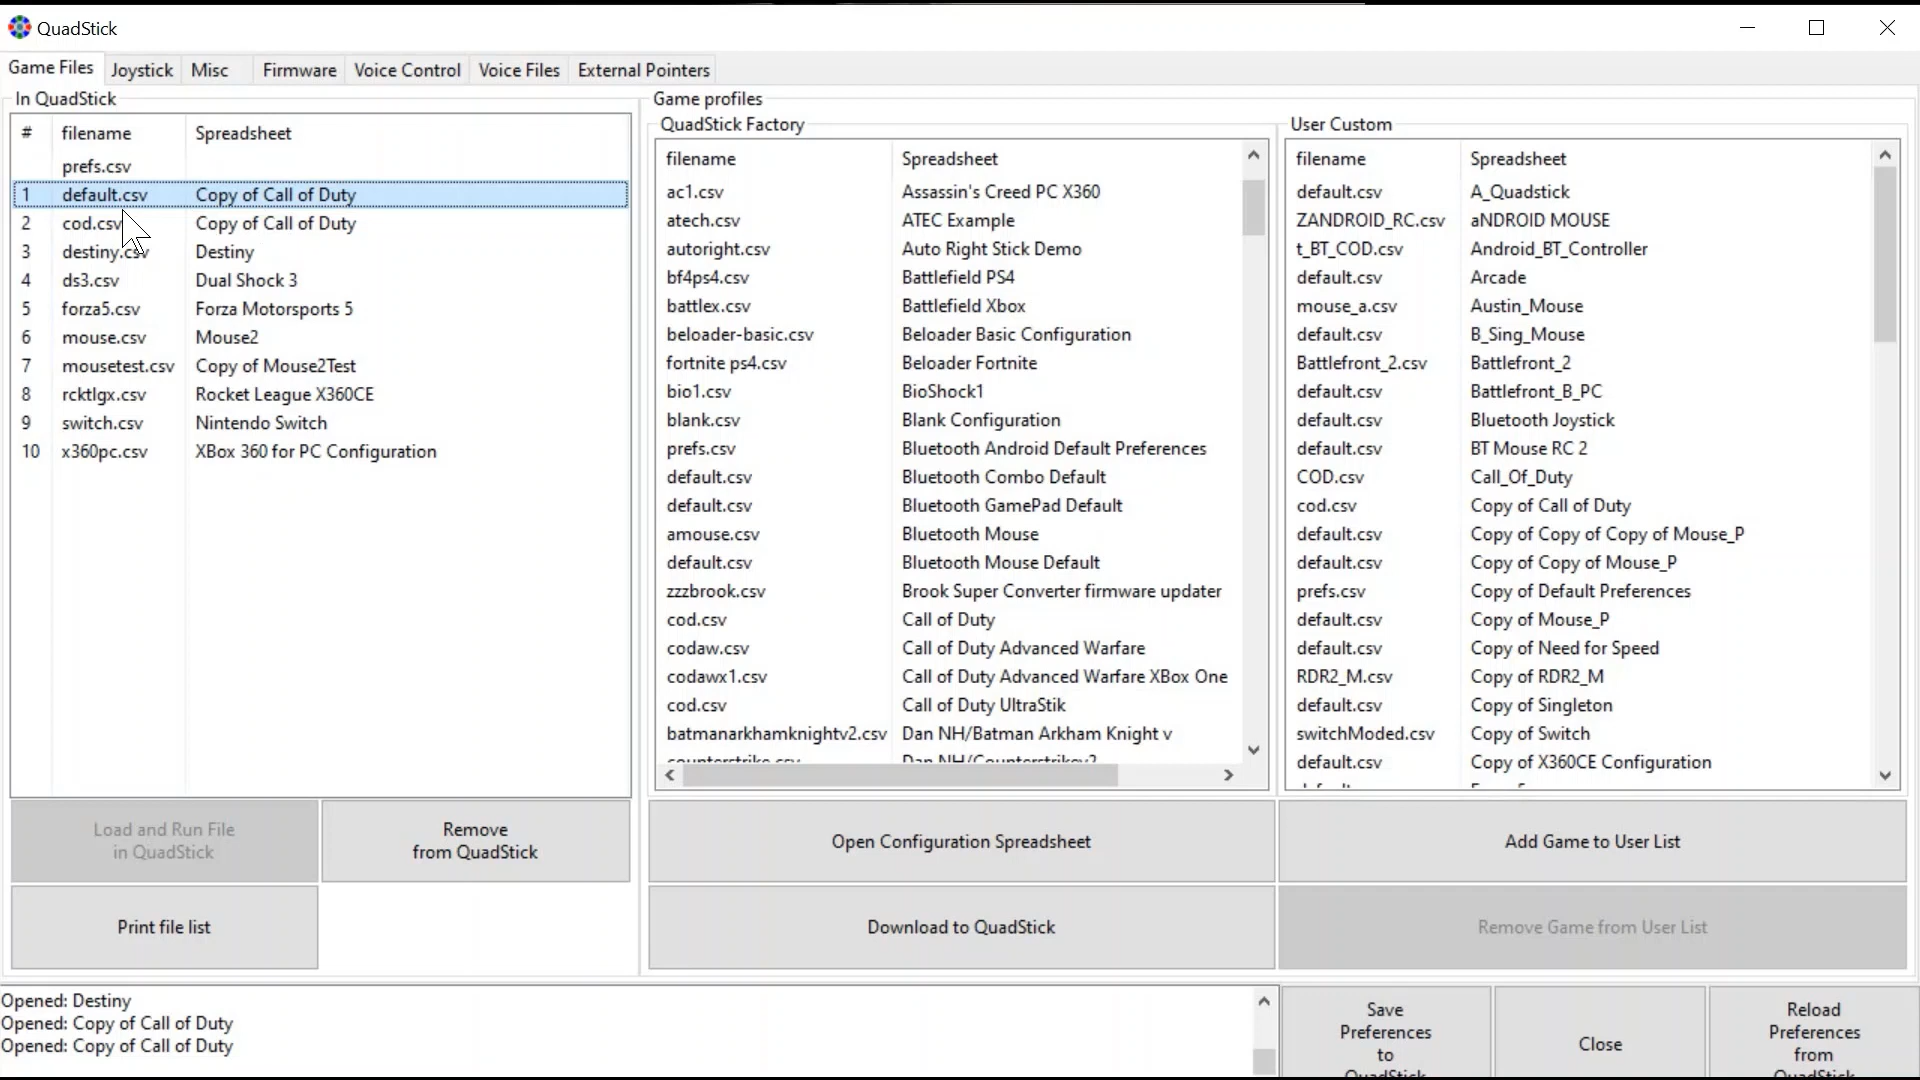 QuadStick
Game Files Joystick Misc Firmware Voice Control Voice Files External Pointers
In QuadStick
# filename Spreadsheet
prefs.csv
1 default.csv Copy of Call of Duty
2 cod.csv Copy of Call of Duty
3 destiny.csv Destiny
4 ds3.csv Dual Shock 3
5 forza5.csv Forza Motorsports 5
6 mouse.csv Mouse2
7 mousetest.csv Copy of Mouse2Test
8 rcktlgx.csv Rocket League X360CE
9 switch.csv Nintendo Switch
10 x360pc.csv XBox 360 for PC Configuration
Load and Run File
in QuadStick
Remove
from QuadStick
Print file list
Game profiles
QuadStick Factory
filename Spreadsheet
ac1.csv Assassin's Creed PC X360
atech.csv ATEC Example
autoright.csv Auto Right Stick Demo
bf4ps4.csv Battlefield PS4
battlex.csv Battlefield Xbox
beloader-basic.csv Beloader Basic Configuration
fortnite ps4.csv Beloader Fortnite
bio1.csv BioShock1
blank.csv Blank Configuration
prefs.csv Bluetooth Android Default Preferences
default.csv Bluetooth Combo Default
default.csv Bluetooth GamePad Default
amouse.csv Bluetooth Mouse
default.csv Bluetooth Mouse Default
zzzbrook.csv Brook Super Converter firmware updater
cod.csv Call of Duty
codaw.csv Call of Duty Advanced Warfare
codawx1.csv Call of Duty Advanced Warfare XBox One
cod.csv Call of Duty UltraStik
batmanarkhamknightv2.csv Dan NH/Batman Arkham Knight v
counterstrike.csv Dan NH/Counterstrikev2
User Custom
filename Spreadsheet
default.csv A_Quadstick
ZANDROID_RC.csv aNDROID MOUSE
t_BT_COD.csv Android_BT_Controller
default.csv Arcade
mouse_a.csv Austin_Mouse
default.csv B_Sing_Mouse
Battlefront_2.csv Battlefront_2
default.csv Battlefront_B_PC
default.csv Bluetooth Joystick
default.csv BT Mouse RC 2
COD.csv Call_Of_Duty
cod.csv Copy of Call of Duty
default.csv Copy of Copy of Copy of Mouse_P
default.csv Copy of Copy of Mouse_P
prefs.csv Copy of Default Preferences
default.csv Copy of Mouse_P
default.csv Copy of Need for Speed
RDR2_M.csv Copy of RDR2_M
default.csv Copy of Singleton
switchModed.csv Copy of Switch
default.csv Copy of X360CE Configuration
Open Configuration Spreadsheet
Add Game to User List
Download to QuadStick
Remove Game from User List
Opened: Destiny
Opened: Copy of Call of Duty
Opened: Copy of Call of Duty
Save
Preferences
to
QuadStick
Close
Reload
Preferences
from
QuadStick